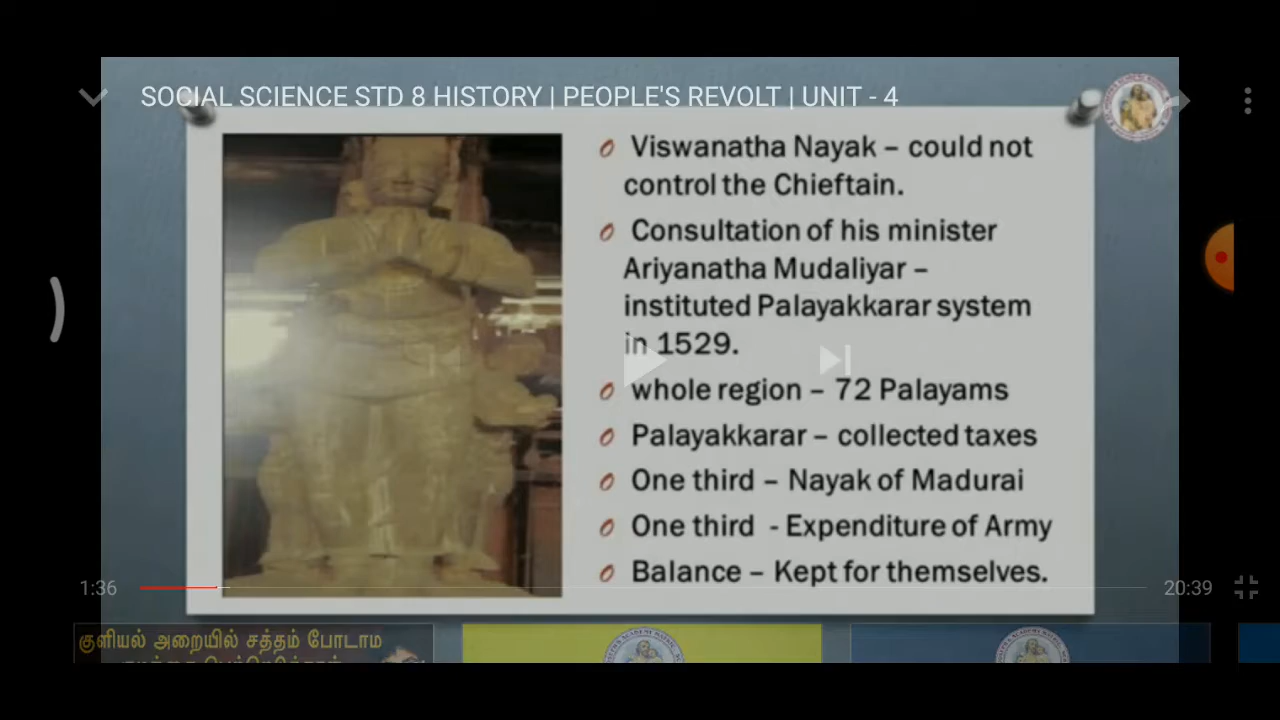 SOCIAL SCIENCE STD 8 HISTORY | PEOPLE'S REVOLT | UNIT - 4
Viswanatha Nayak – could not
control the Chieftain.
Consultation of his minister
Ariyanatha Mudaliyar –
instituted Palayakkarar system
in 1529.
whole region – 72 Palayams
Palayakkarar – collected taxes
One third – Nayak of Madurai
One third - Expenditure of Army
Balance – Kept for themselves.
1:36
20:39
குளியல் அறையில் சத்தம் போடாம